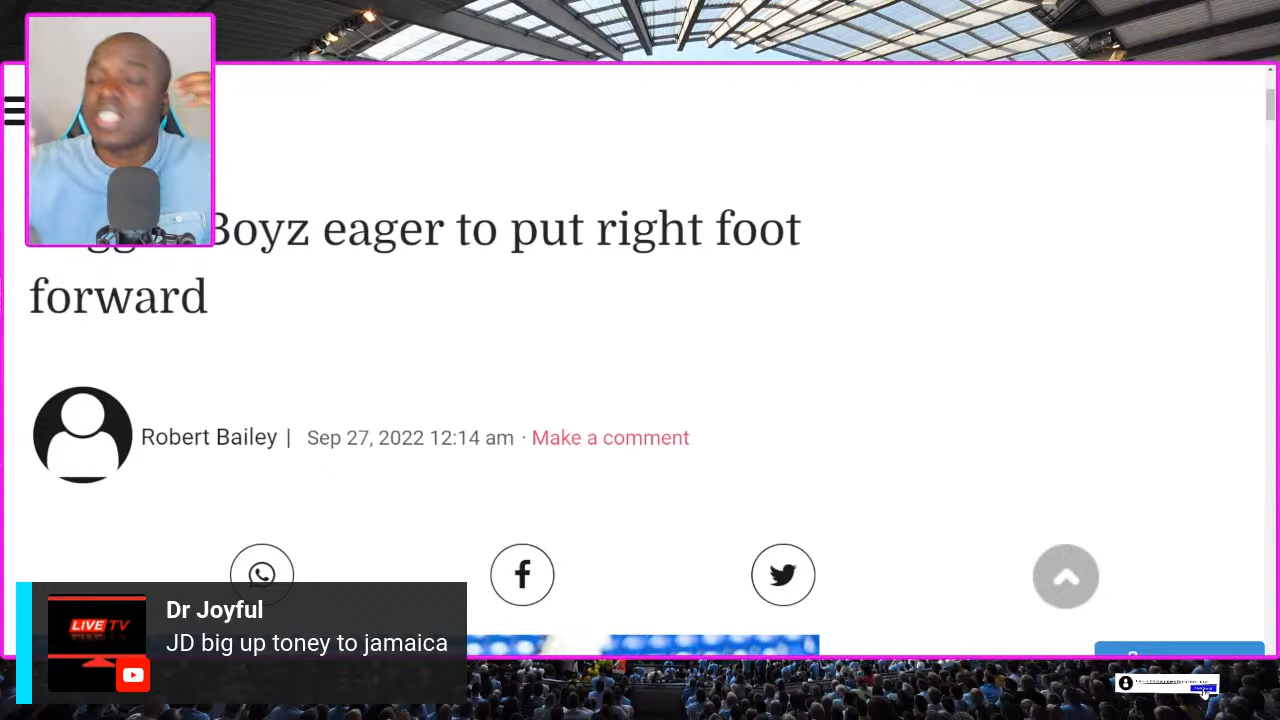 Boyz eager to put right foot
forward
Robert Bailey | Sep 27, 2022 12:14 am · Make a comment
LIVE TV
Dr Joyful
JD big up toney to jamaica